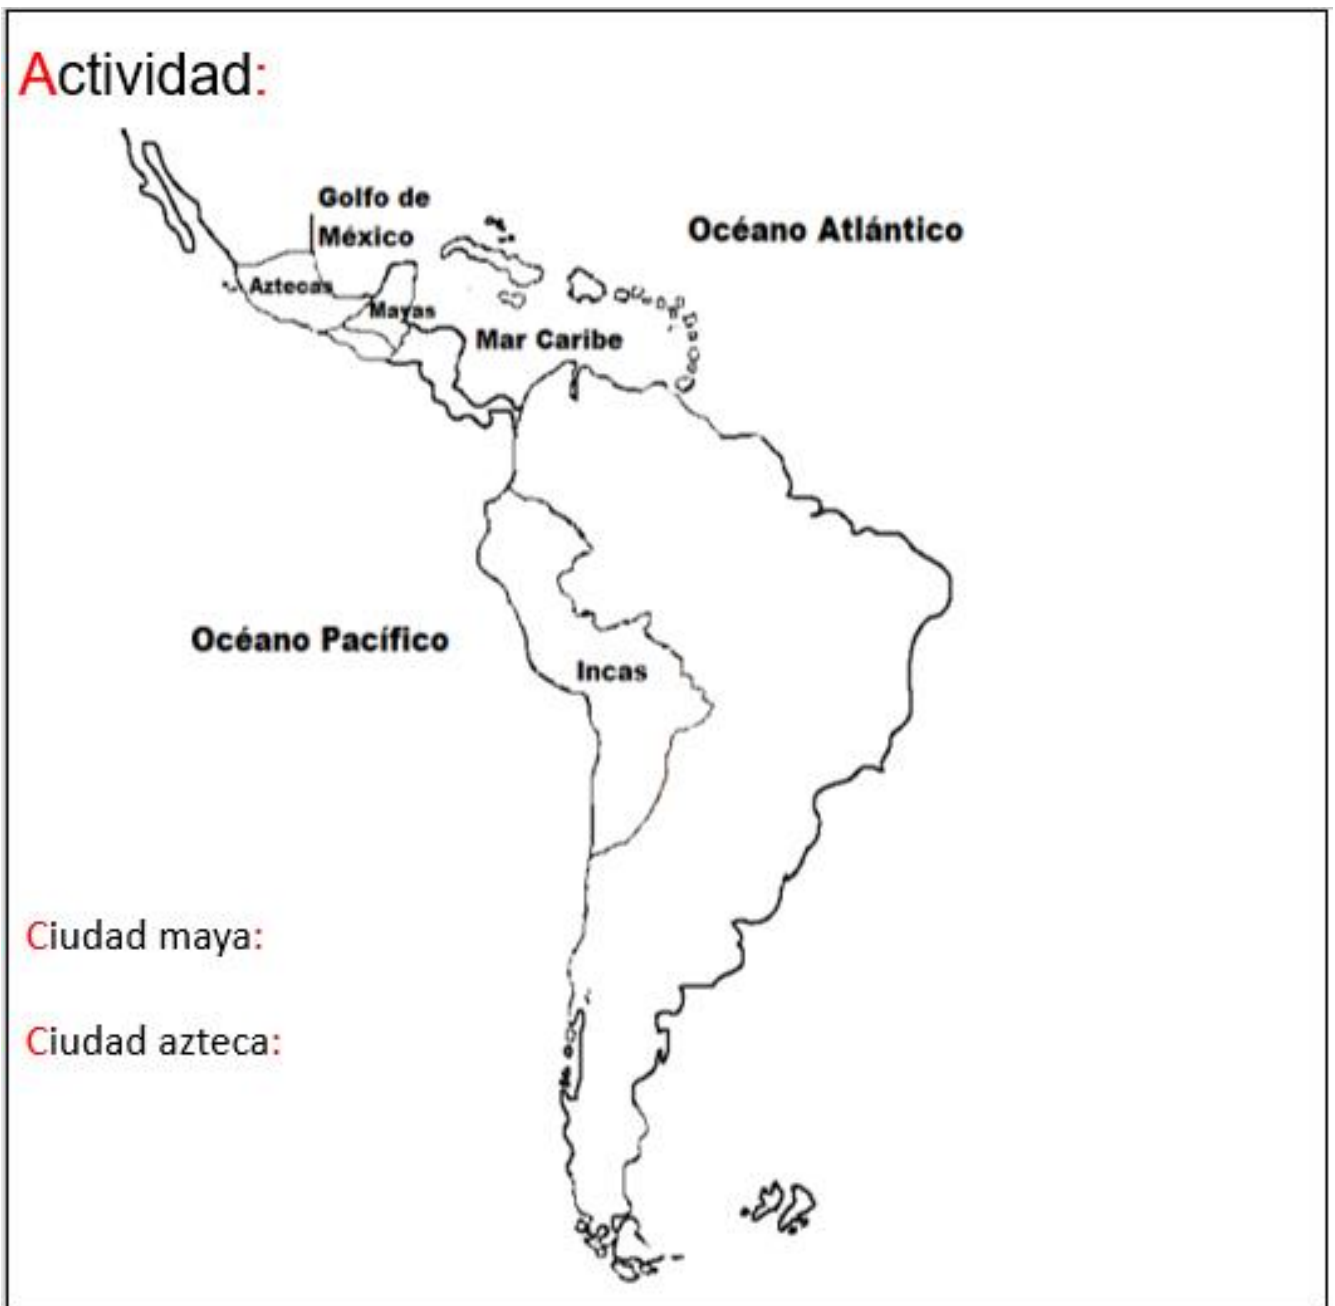 Actividad:
Golfo de
México
Océano Atlántico
Aztecas
Mayas
Mar Caribe
Océano Pacífico
Incas
Ciudad maya:
Ciudad azteca: